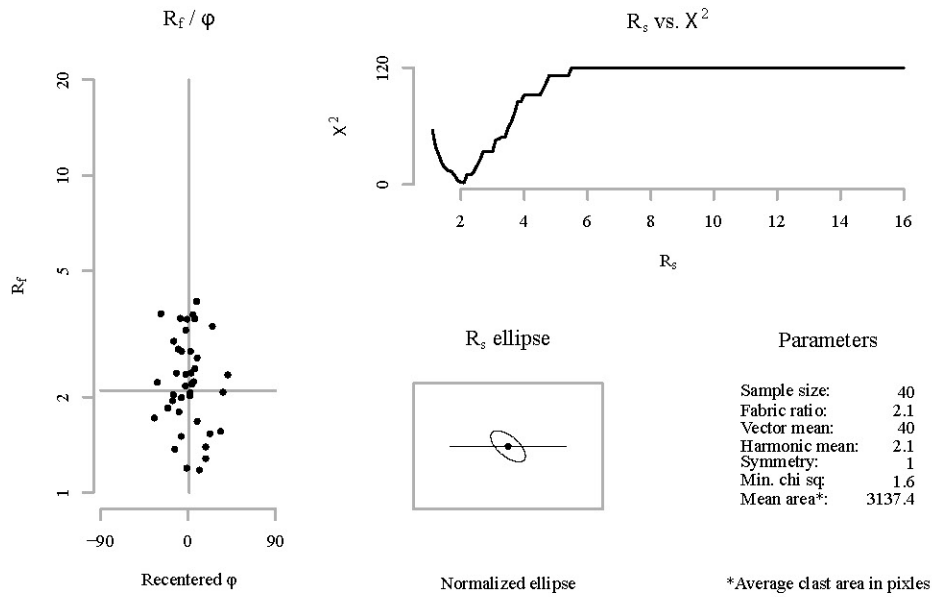 Rf / φ
20
10
5
2
1
Rf
−90 0 90
Recentered φ
Rs vs. X²
120
0
X²
2 4 6 8 10 12 14 16
Rs
Rs ellipse
Normalized ellipse
Parameters
Sample size: 40
Fabric ratio: 2.1
Vector mean: 40
Harmonic mean: 2.1
Symmetry: 1
Min. chi sq: 1.6
Mean area*: 3137.4
*Average clast area in pixles